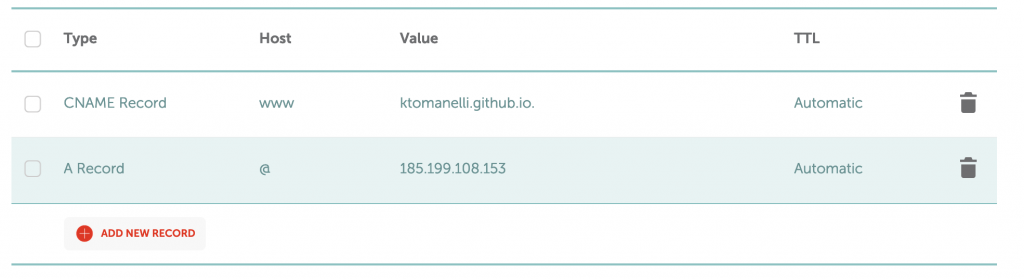 Type Host Value TTL
CNAME Record www ktomanelli.github.io. Automatic
A Record @ 185.199.108.153 Automatic
ADD NEW RECORD